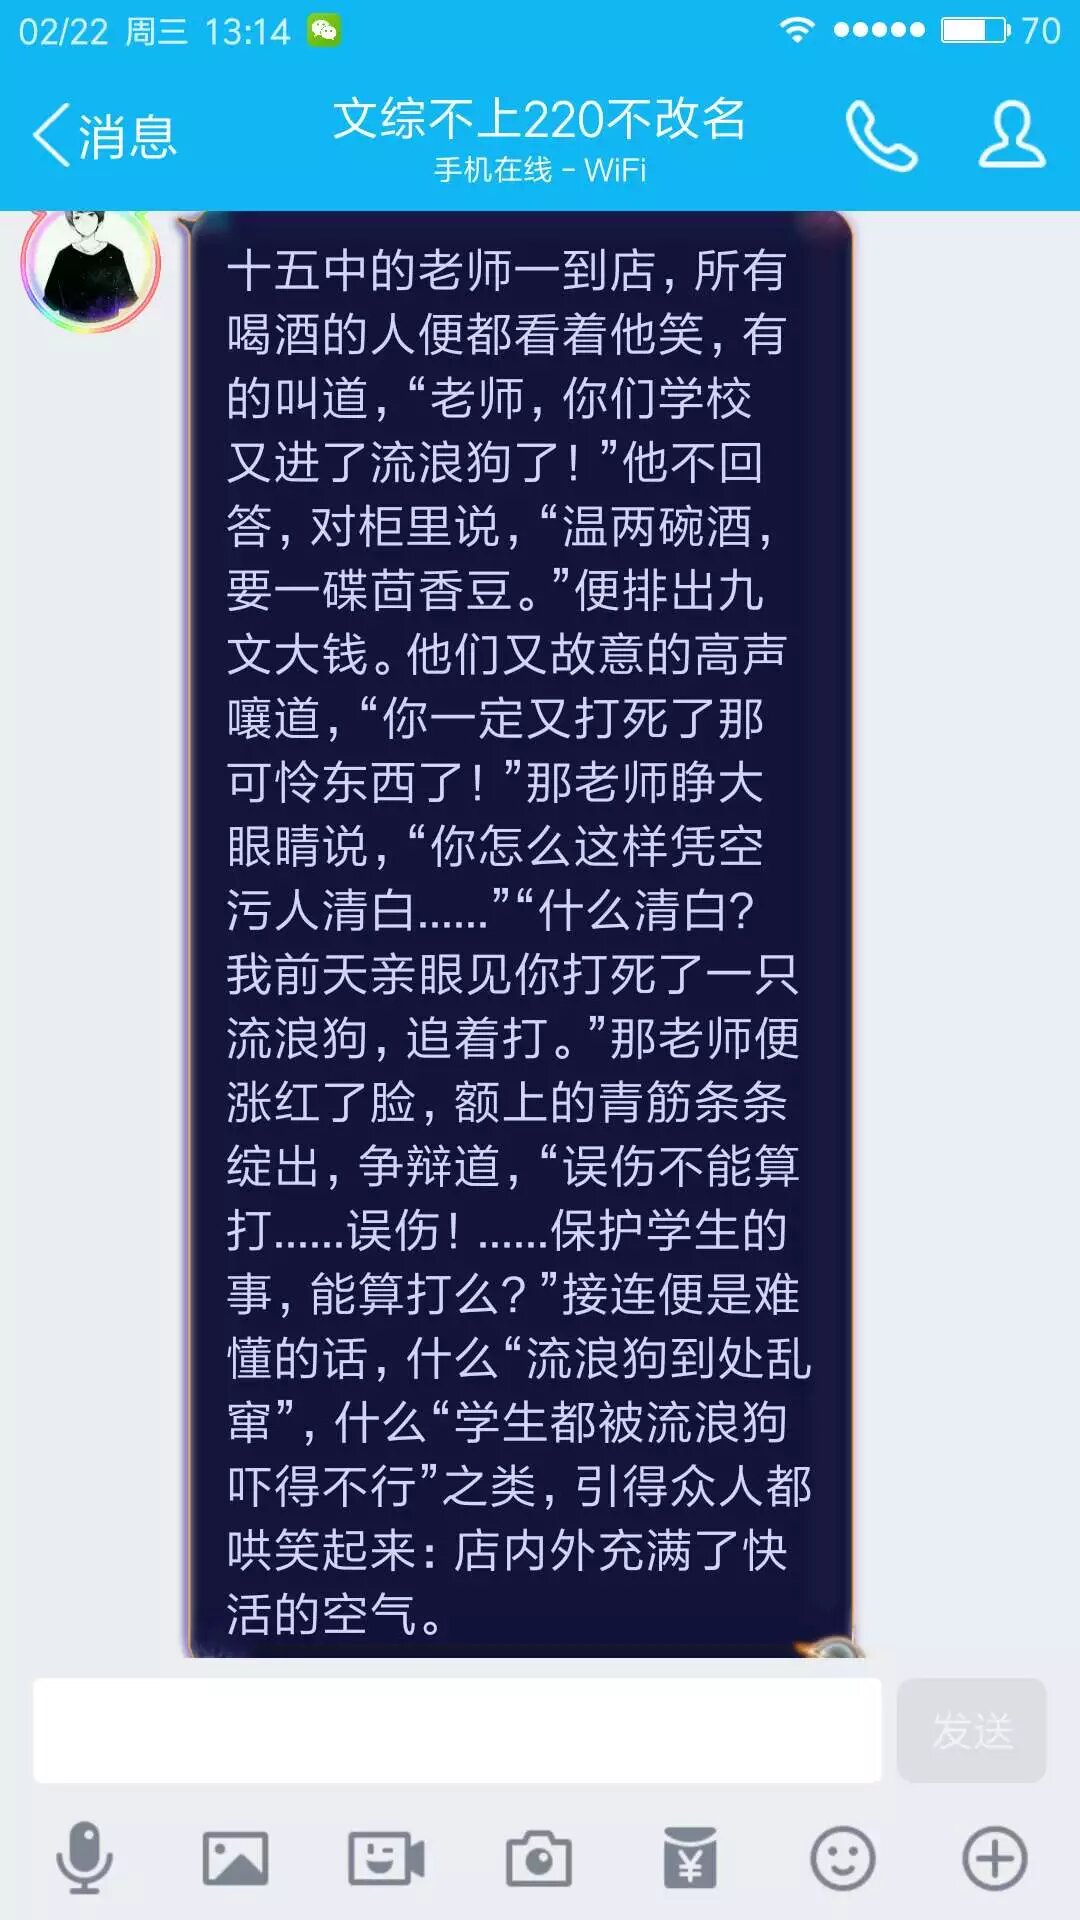 02/22 周三 13:14
70
消息
文综不上220不改名
手机在线 - WiFi
十五中的老师一到店，所有
喝酒的人便都看着他笑，有
的叫道，“老师，你们学校
又进了流浪狗了！”他不回
答，对柜里说，“温两碗酒，
要一碟茴香豆。”便排出九
文大钱。他们又故意的高声
嚷道，“你一定又打死了那
可怜东西了！”那老师睁大
眼睛说，“你怎么这样凭空
污人清白……”“什么清白？
我前天亲眼见你打死了一只
流浪狗，追着打。”那老师便
涨红了脸，额上的青筋条条
绽出，争辩道，“误伤不能算
打……误伤！……保护学生的
事，能算打么？”接连便是难
懂的话，什么“流浪狗到处乱
窜”，什么“学生都被流浪狗
吓得不行”之类，引得众人都
哄笑起来：店内外充满了快
活的空气。
发送